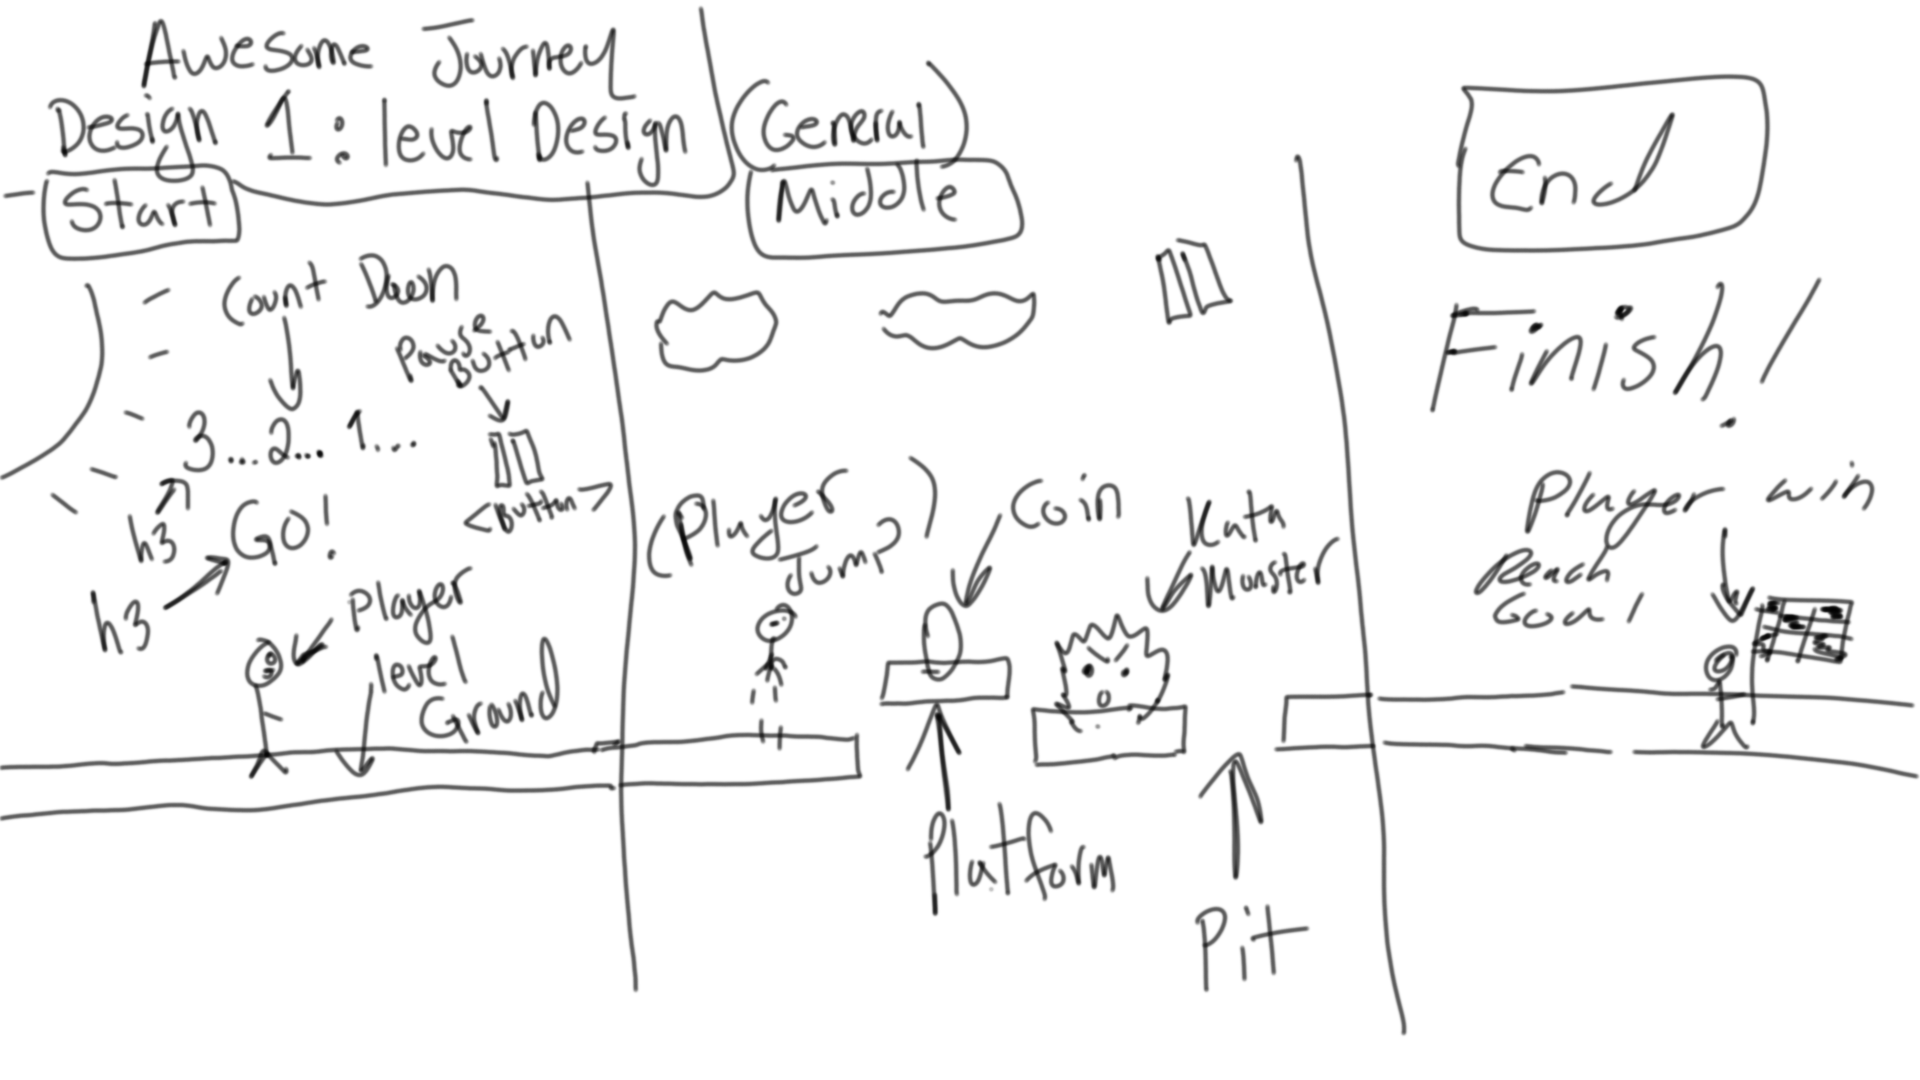 Awesome Journey
Design 1: level Design
(General)
Start
Middle
End
Count Down
Pause
Button
3...2...1...
h3
GO!
h3
<Button>
Player
level
Ground
(Player
Jump)
Coin
Kath
Monster
Platform
Pit
Finish!
Player win
Reach
Goal!